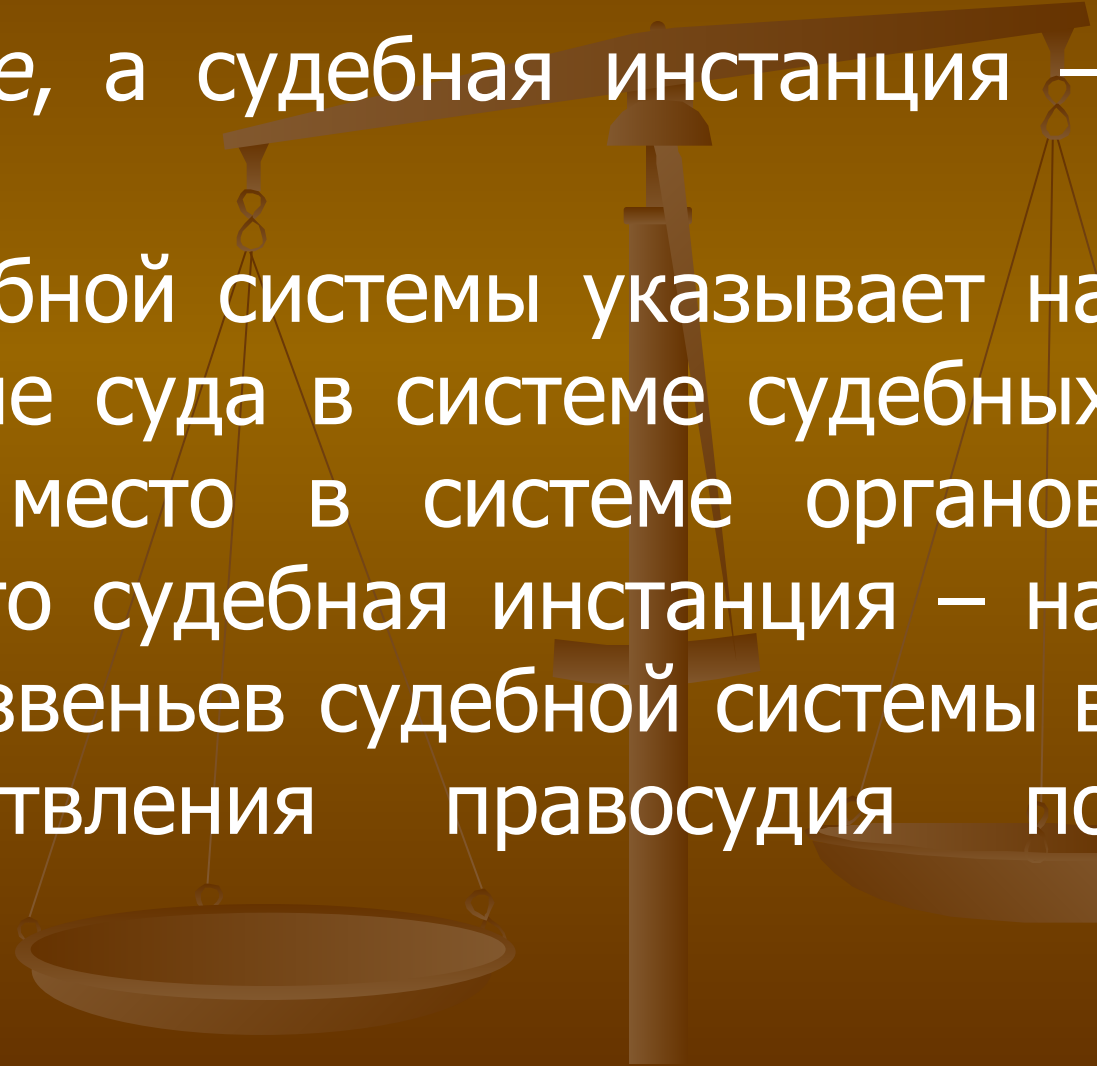 е, а судебная инстанция –
бной системы указывает на
ие суда в системе судебных
место в системе органов
го судебная инстанция – на
звеньев судебной системы в
твления правосудия по